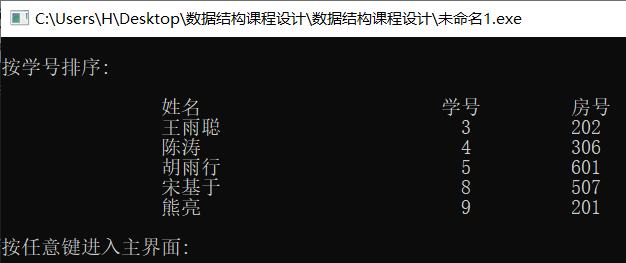 C:\Users\H\Desktop\数据结构课程设计\数据结构课程设计\未命名1.exe
按学号排序:
姓名 学号 房号
王雨聪 3 202
陈涛 4 306
胡雨行 5 601
宋基于 8 507
熊亮 9 201
按任意键进入主界面: